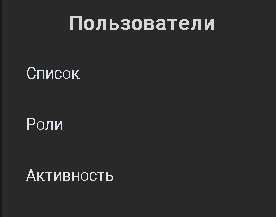 Пользователи
Список
Роли
Активность